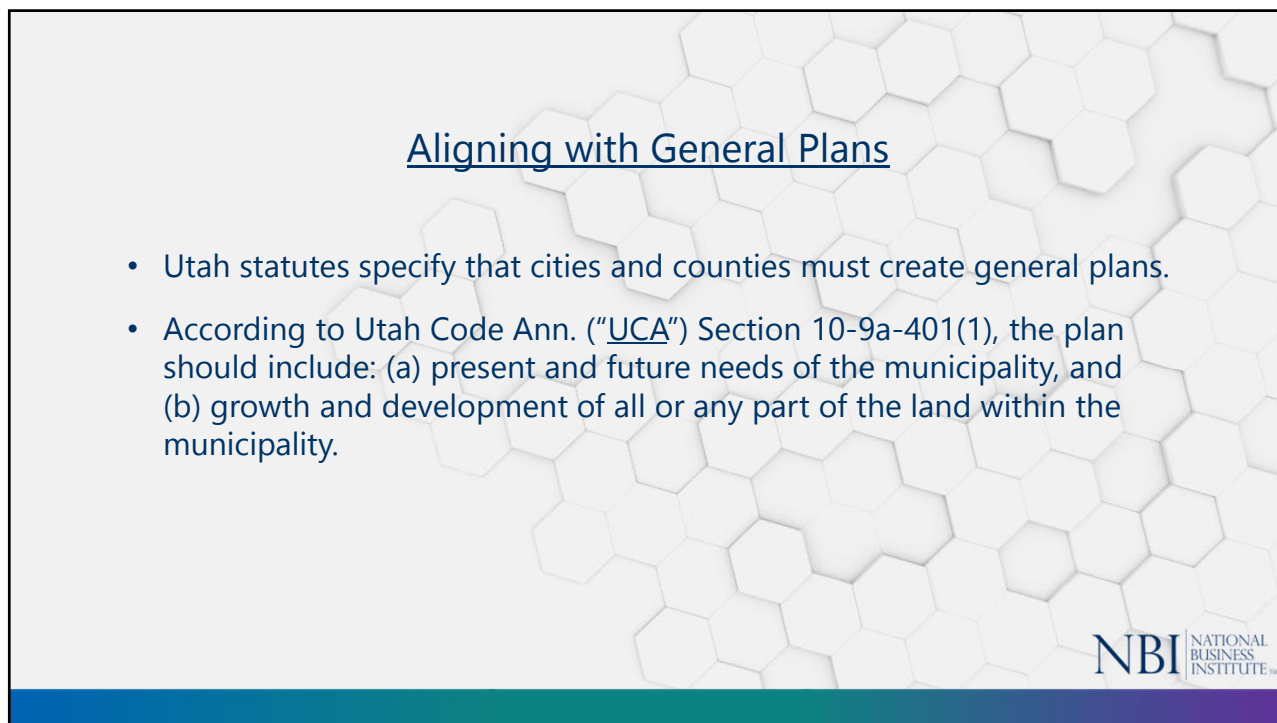 Aligning with General Plans
• Utah statutes specify that cities and counties must create general plans.
• According to Utah Code Ann. (“UCA”) Section 10-9a-401(1), the plan
should include: (a) present and future needs of the municipality, and
(b) growth and development of all or any part of the land within the
municipality.
NBI
NATIONAL
BUSINESS
INSTITUTE™